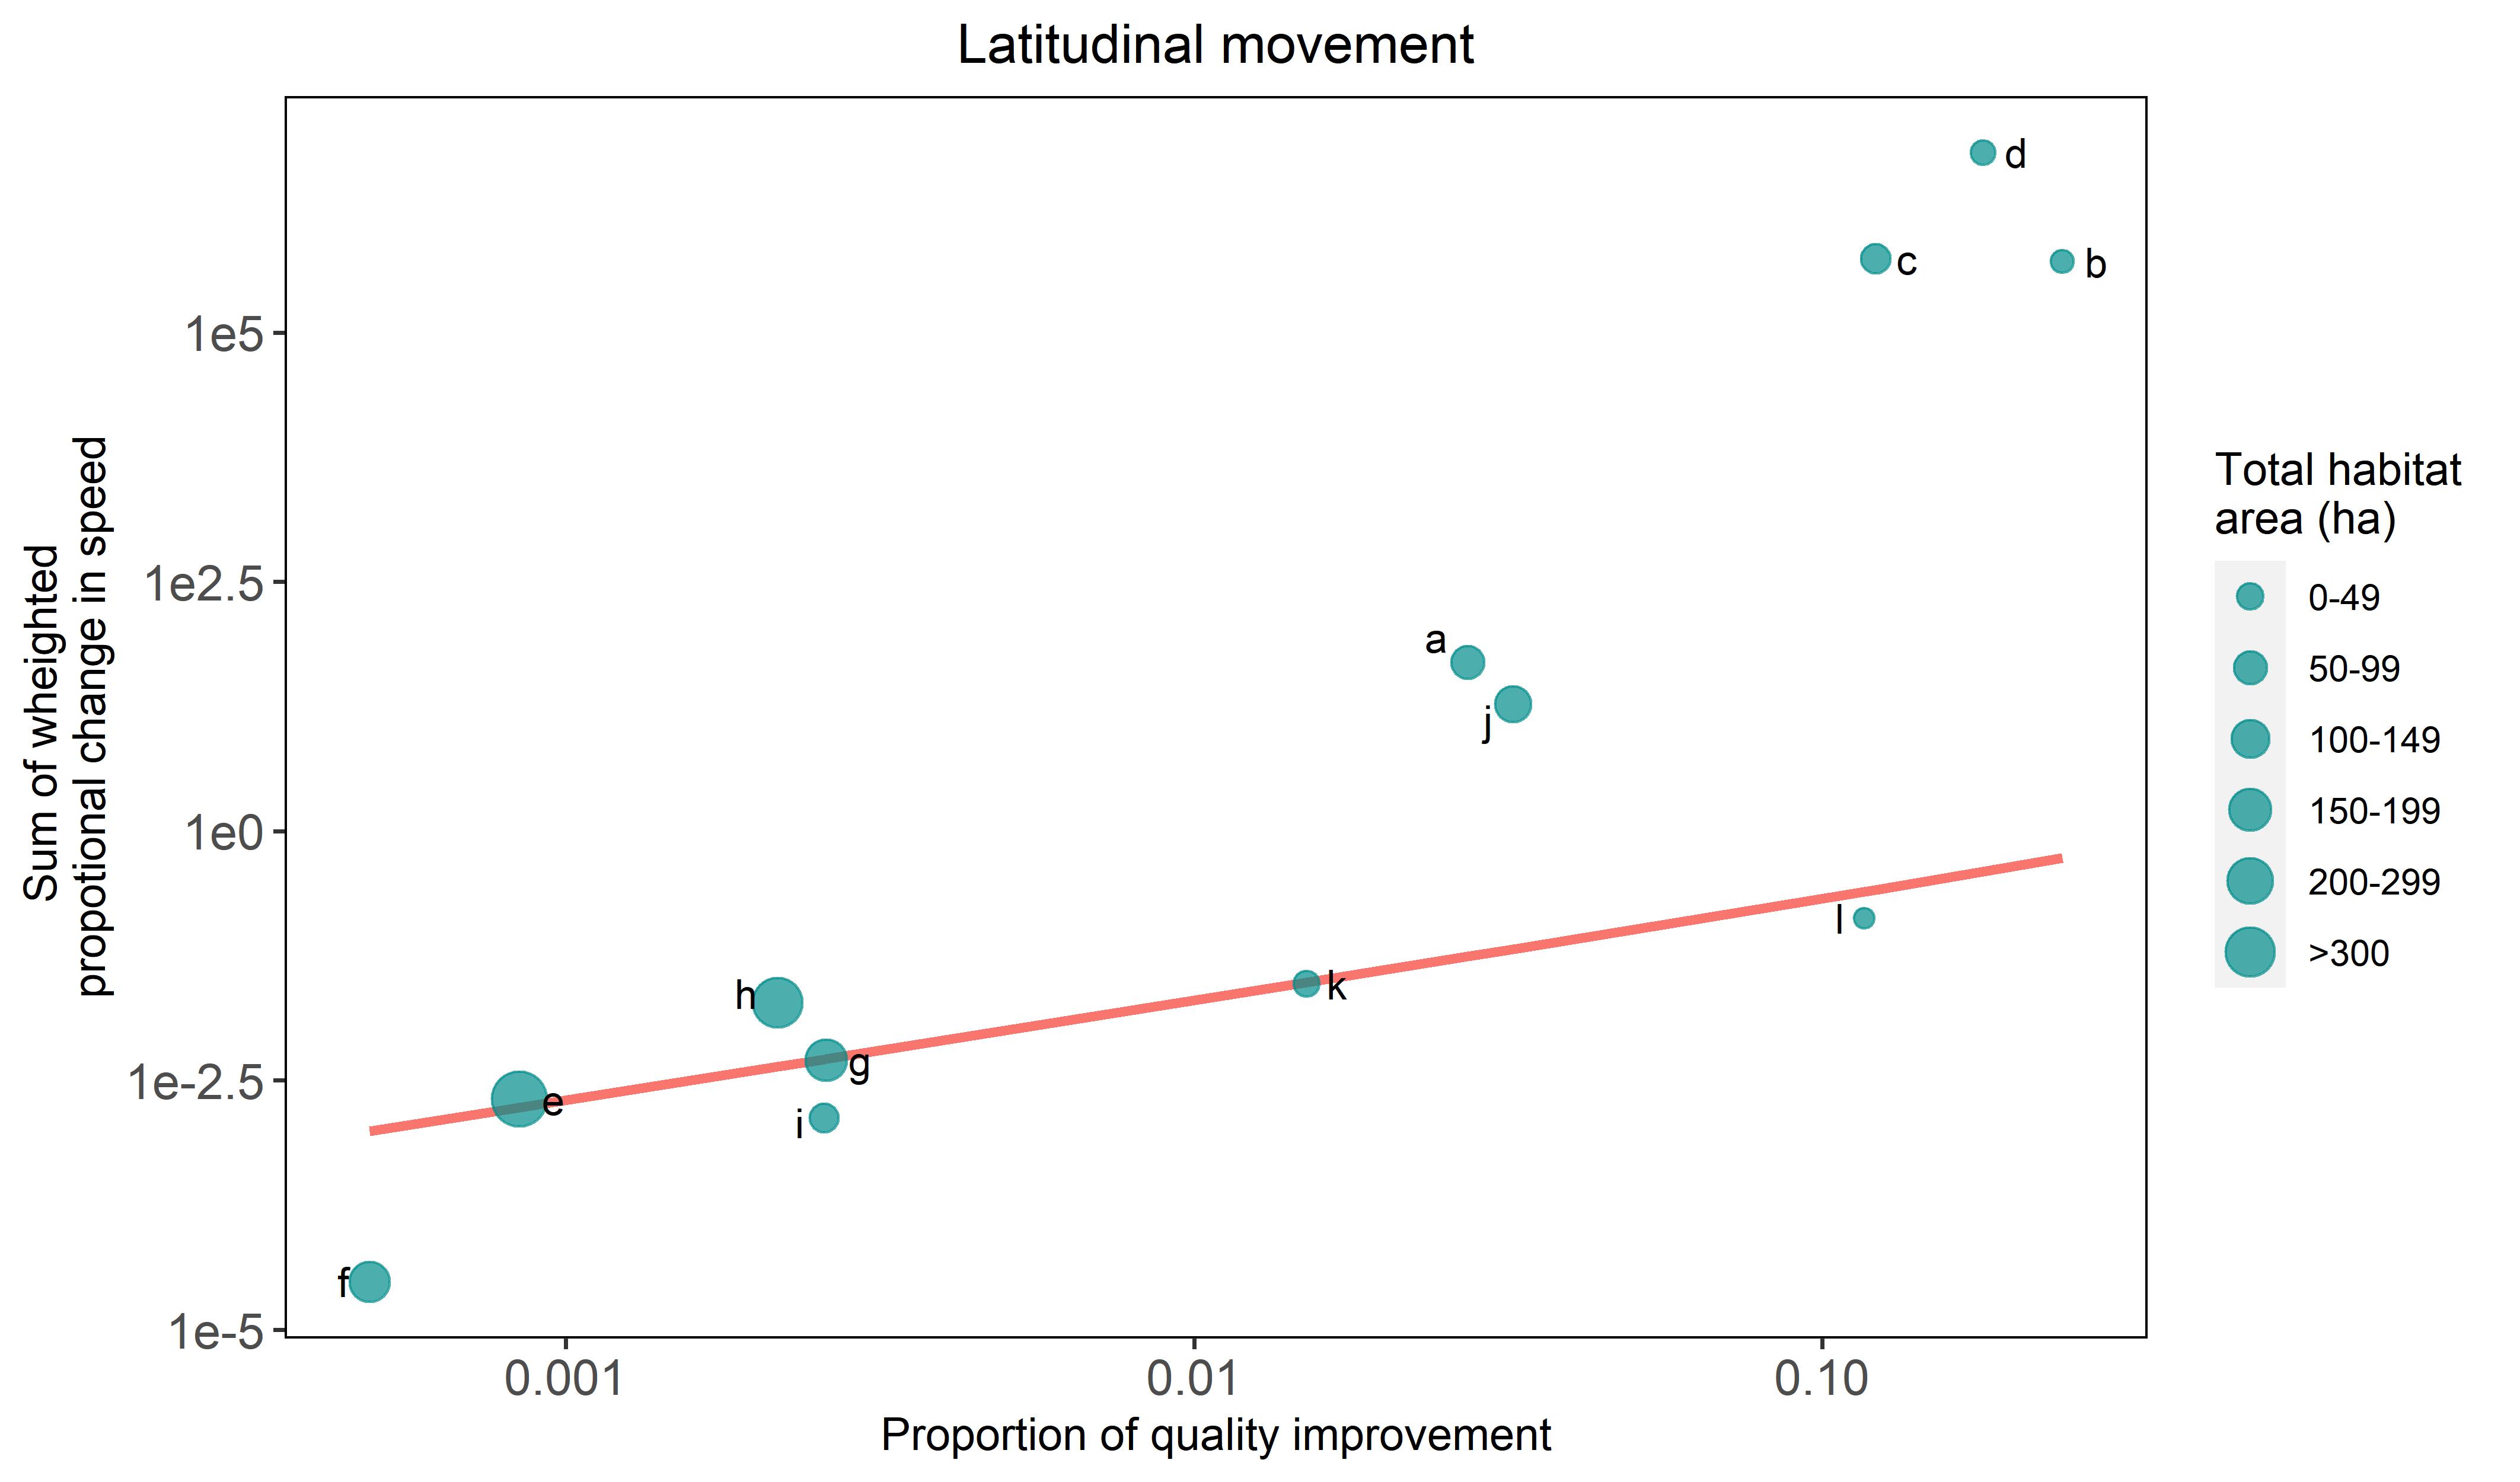 Latitudinal movement
d
c
b
1e5
1e2.5
a
j
1e0
l
h
k
g
1e-2.5
e
i
f
1e-5
0.001
0.01
0.10
Proportion of quality improvement
Sum of wheighted
propotional change in speed
Total habitat
area (ha)
0-49
50-99
100-149
150-199
200-299
>300